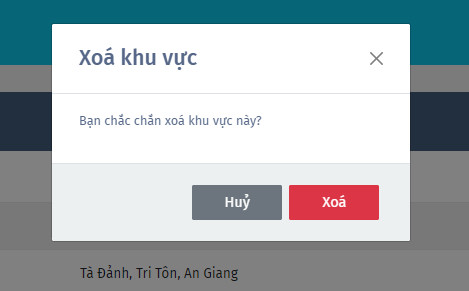 Xoá khu vực
Bạn chắc chắn xoá khu vực này?
Huỷ
Xoá
Tà Đảnh, Tri Tôn, An Giang